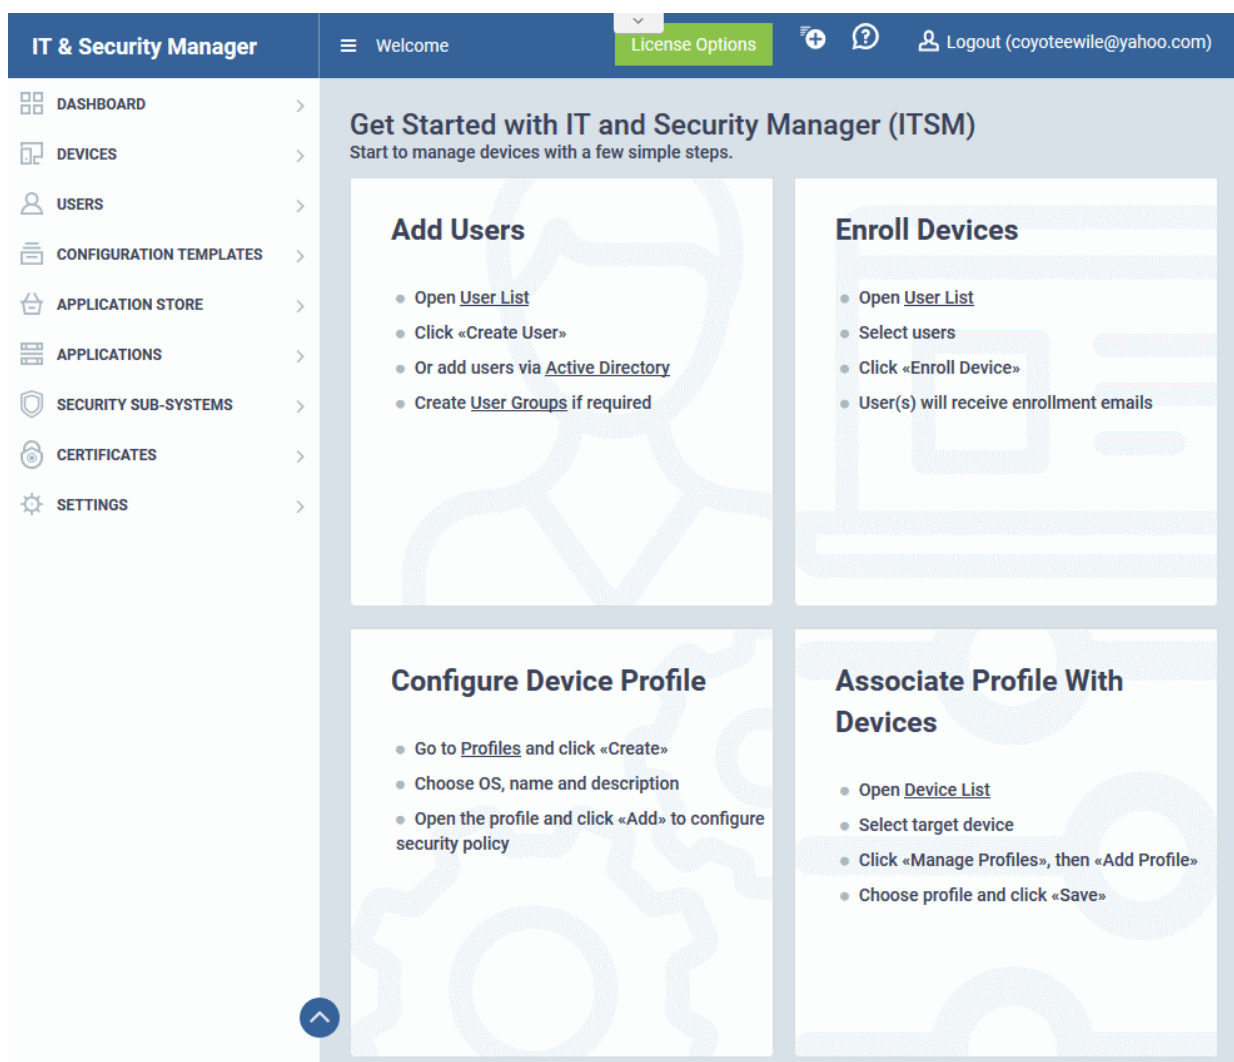 IT & Security Manager
Welcome
License Options
Logout (coyoteewile@yahoo.com)
DASHBOARD
DEVICES
USERS
CONFIGURATION TEMPLATES
APPLICATION STORE
APPLICATIONS
SECURITY SUB-SYSTEMS
CERTIFICATES
SETTINGS
Get Started with IT and Security Manager (ITSM)
Start to manage devices with a few simple steps.
Add Users
Open User List
Click «Create User»
Or add users via Active Directory
Create User Groups if required
Enroll Devices
Open User List
Select users
Click «Enroll Device»
User(s) will receive enrollment emails
Configure Device Profile
Go to Profiles and click «Create»
Choose OS, name and description
Open the profile and click «Add» to configure
security policy
Associate Profile With
Devices
Open Device List
Select target device
Click «Manage Profiles», then «Add Profile»
Choose profile and click «Save»